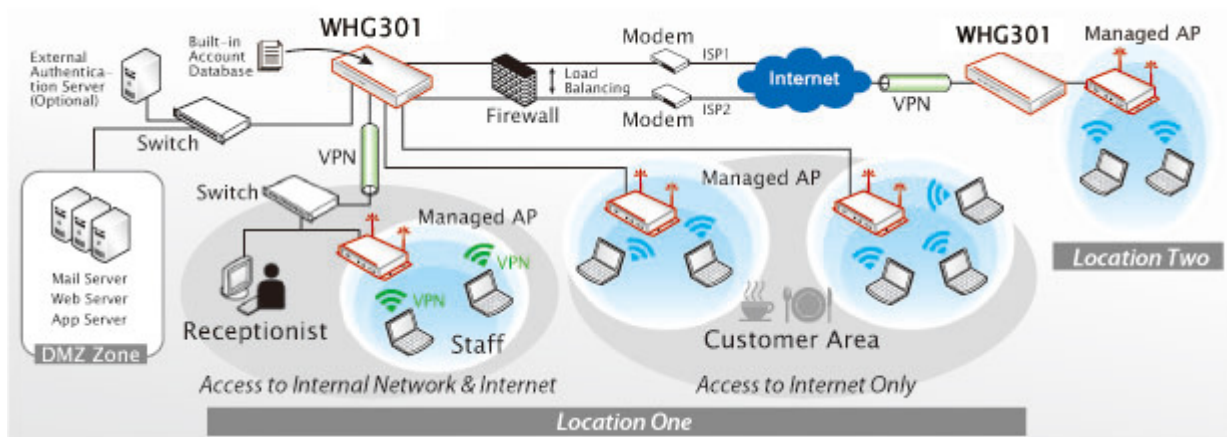 WHG301
Built-in
Account
Database
External
Authentica-
tion Server
(Optional)
Switch
Mail Server
Web Server
App Server
DMZ Zone
Firewall
Load
Balancing
Modem
ISP1
Modem
ISP2
Internet
VPN
WHG301
Managed AP
Location Two
VPN
Switch
Managed AP
VPN
VPN
Receptionist
Staff
Access to Internal Network & Internet
Managed AP
Customer Area
Access to Internet Only
Location One